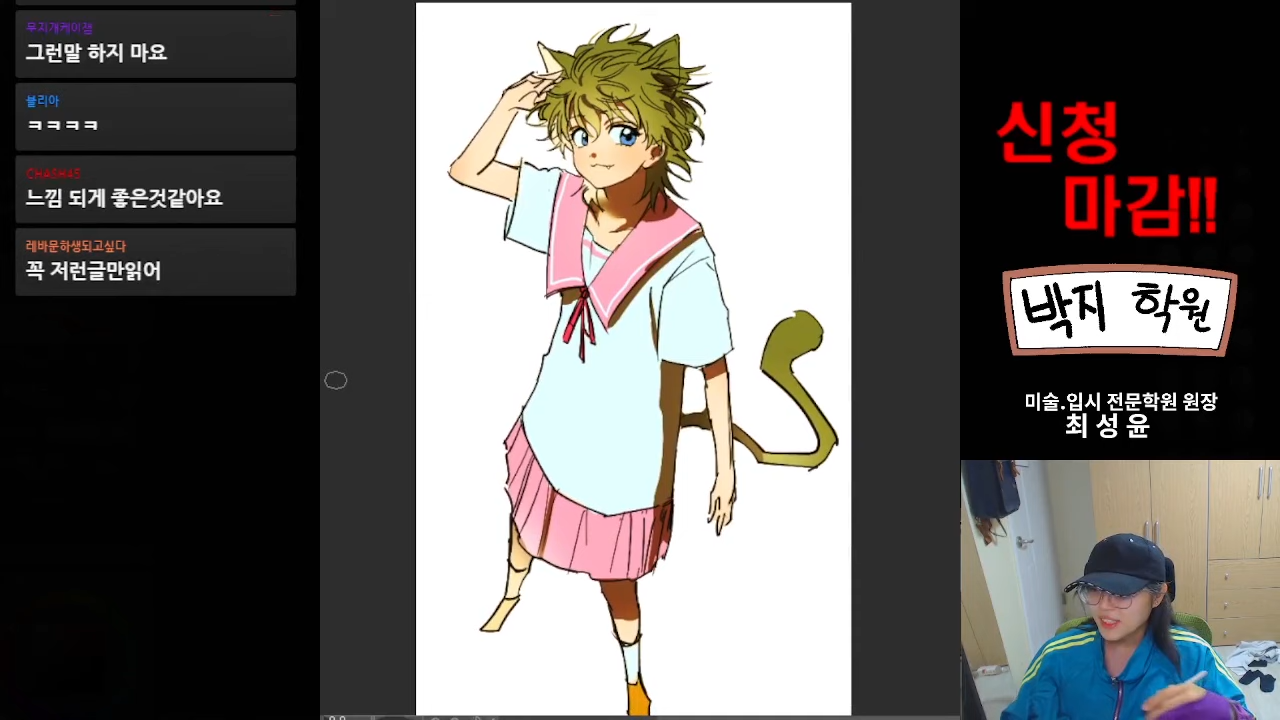 무지개케이잼
그런말 하지 마요
블리아
ㅋㅋㅋㅋ
CHASH45
느낌 되게 좋은것같아요
레바문하생되고싶다
꼭 저런글만읽어
신청
마감!!
박지 학원
미술.입시 전문학원 원장
최성윤